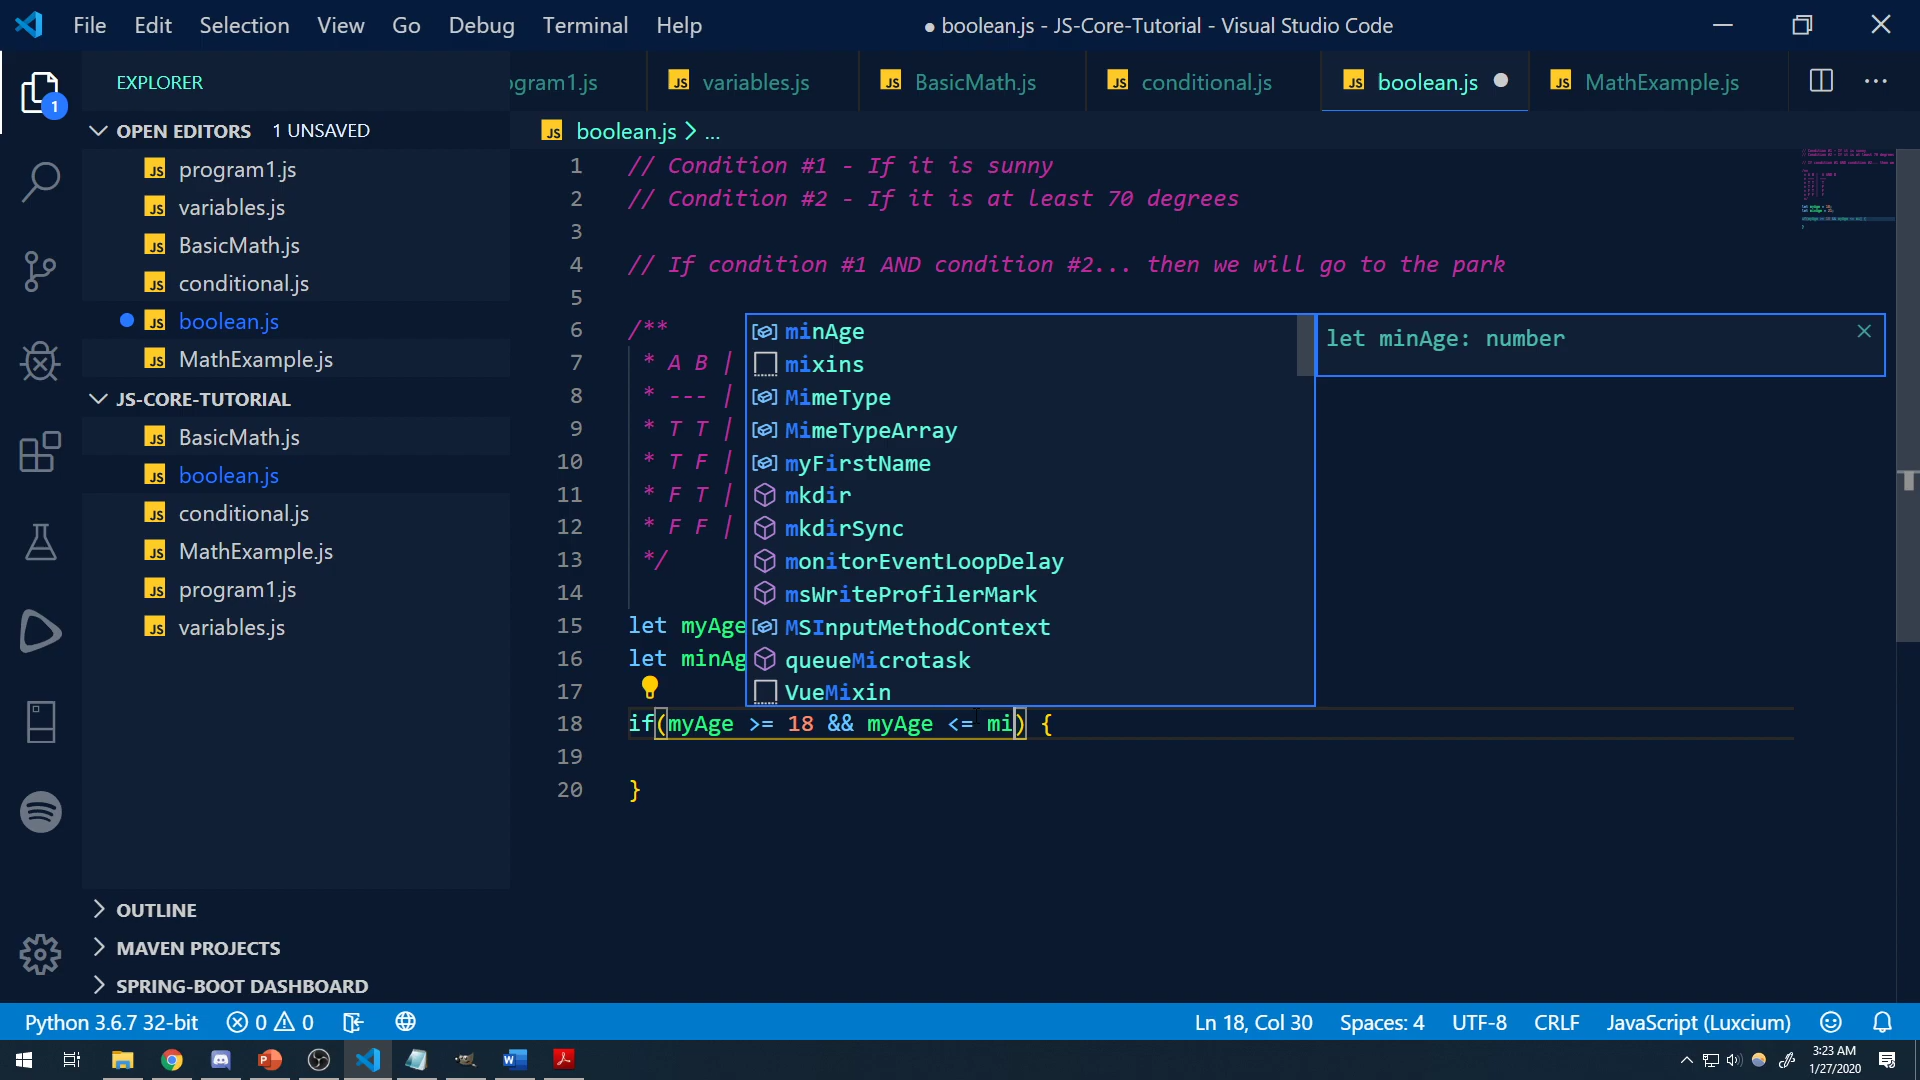 File Edit Selection View Go Debug Terminal Help
● boolean.js - JS-Core-Tutorial - Visual Studio Code
EXPLORER
OPEN EDITORS 1 UNSAVED
program1.js
variables.js
BasicMath.js
conditional.js
boolean.js
MathExample.js
JS-CORE-TUTORIAL
BasicMath.js
boolean.js
conditional.js
MathExample.js
program1.js
variables.js
OUTLINE
MAVEN PROJECTS
SPRING-BOOT DASHBOARD
ogram1.js JS variables.js JS BasicMath.js JS conditional.js JS boolean.js JS MathExample.js
JS boolean.js > ...
1 // Condition #1 - If it is sunny
2 // Condition #2 - If it is at least 70 degrees
3
4 // If condition #1 AND condition #2... then we will go to the park
5
6 /**
7 * A B |
8 * --- |
9 * T T |
10 * T F |
11 * F T |
12 * F F |
13 */
14
15 let myAge
16 let minAg
17
18 if(myAge >= 18 && myAge <= mi) {
19
20 }
minAge
mixins
MimeType
MimeTypeArray
myFirstName
mkdir
mkdirSync
monitorEventLoopDelay
msWriteProfilerMark
MSInputMethodContext
queueMicrotask
VueMixin
let minAge: number
Python 3.6.7 32-bit 0 0 Ln 18, Col 30 Spaces: 4 UTF-8 CRLF JavaScript (Luxcium)
3:23 AM
1/27/2020